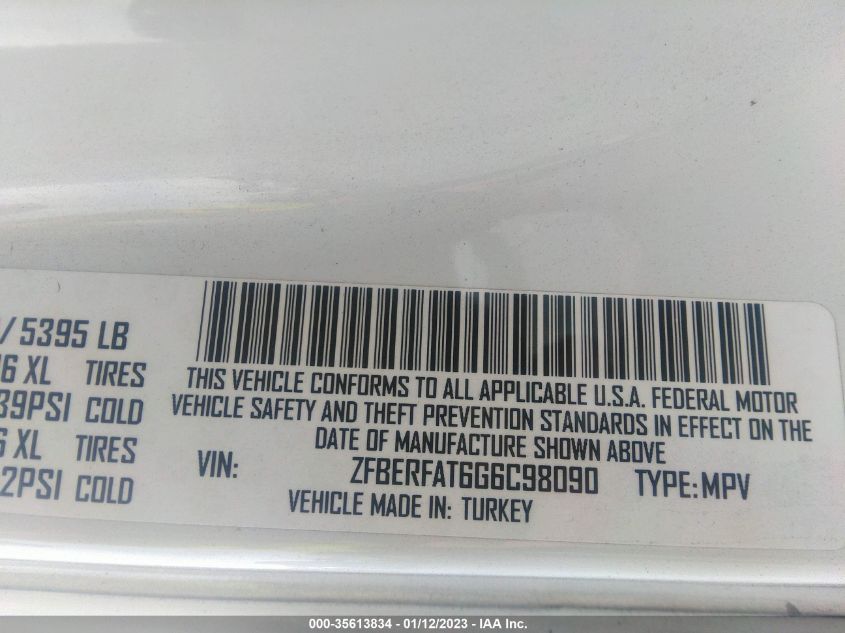 / 5395 LB
6 XL TIRES
39PSI COLD
6 XL TIRES
2PSI COLD
THIS VEHICLE CONFORMS TO ALL APPLICABLE U.S.A. FEDERAL MOTOR
VEHICLE SAFETY AND THEFT PREVENTION STANDARDS IN EFFECT ON THE
DATE OF MANUFACTURE SHOWN ABOVE
VIN: ZFBERFAT6G6C98090 TYPE: MPV
VEHICLE MADE IN: TURKEY
000-35613834 - 01/12/2023 - IAA Inc.